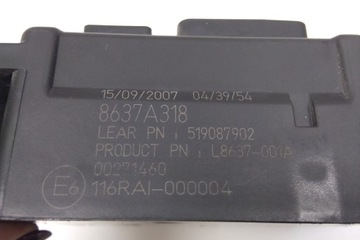 15/09/2007 04/39/54
8637A318
LEAR PN : 519087902
PRODUCT PN : L8637-001A
00271460
E6 116RAI-000004